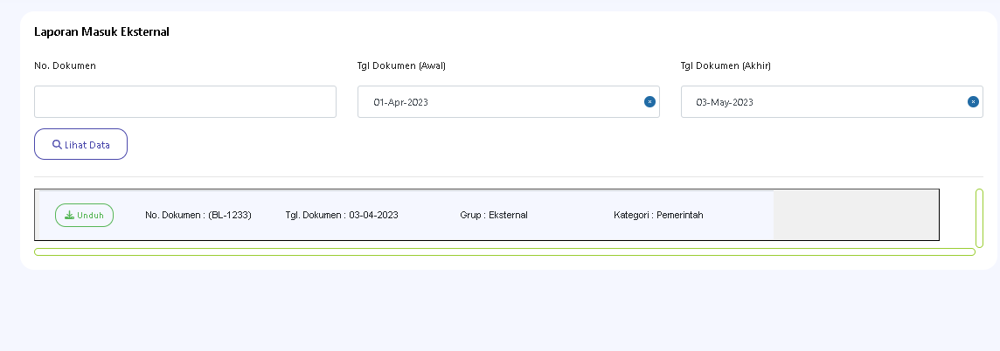 Laporan Masuk Eksternal
No. Dokumen Tgl Dokumen (Awal) Tgl Dokumen (Akhir)
01-Apr-2023 03-May-2023
Lihat Data
Unduh No. Dokumen : (BL-1233) Tgl. Dokumen : 03-04-2023 Grup : Eksternal Kategori : Pemerintah